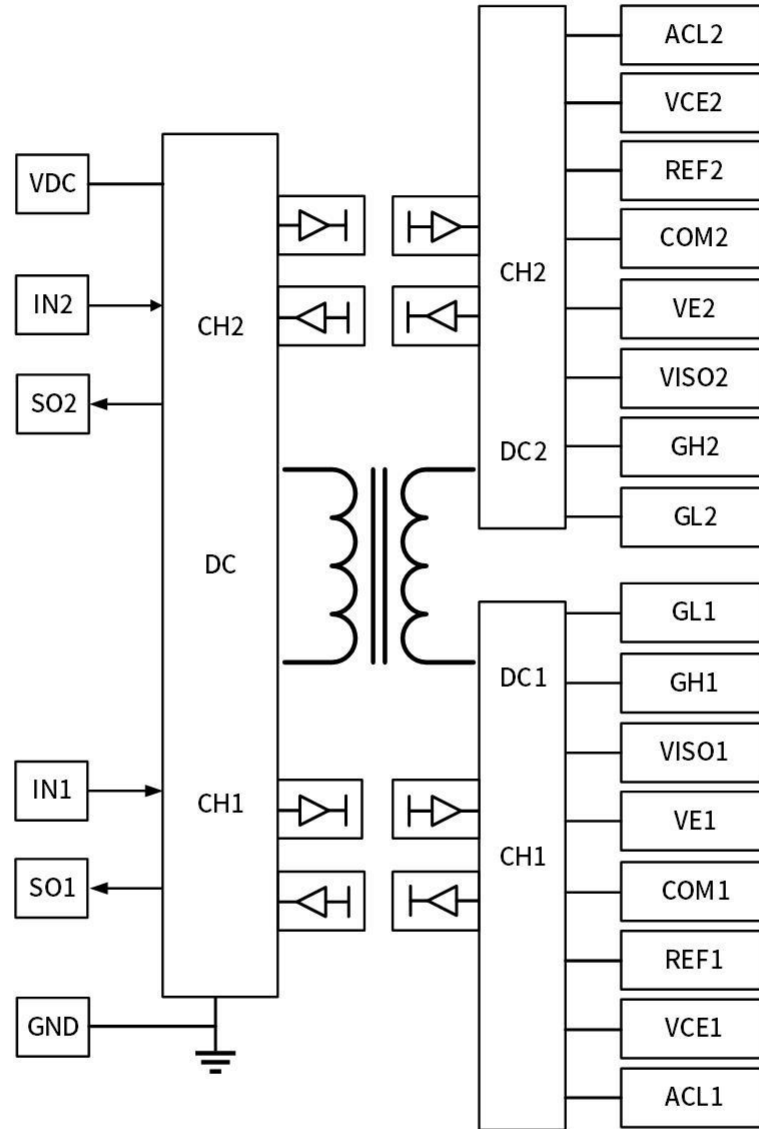 VDC
IN2
SO2
IN1
SO1
GND
CH2
DC
CH1
CH2
DC2
DC1
CH1
ACL2
VCE2
REF2
COM2
VE2
VISO2
GH2
GL2
GL1
GH1
VISO1
VE1
COM1
REF1
VCE1
ACL1